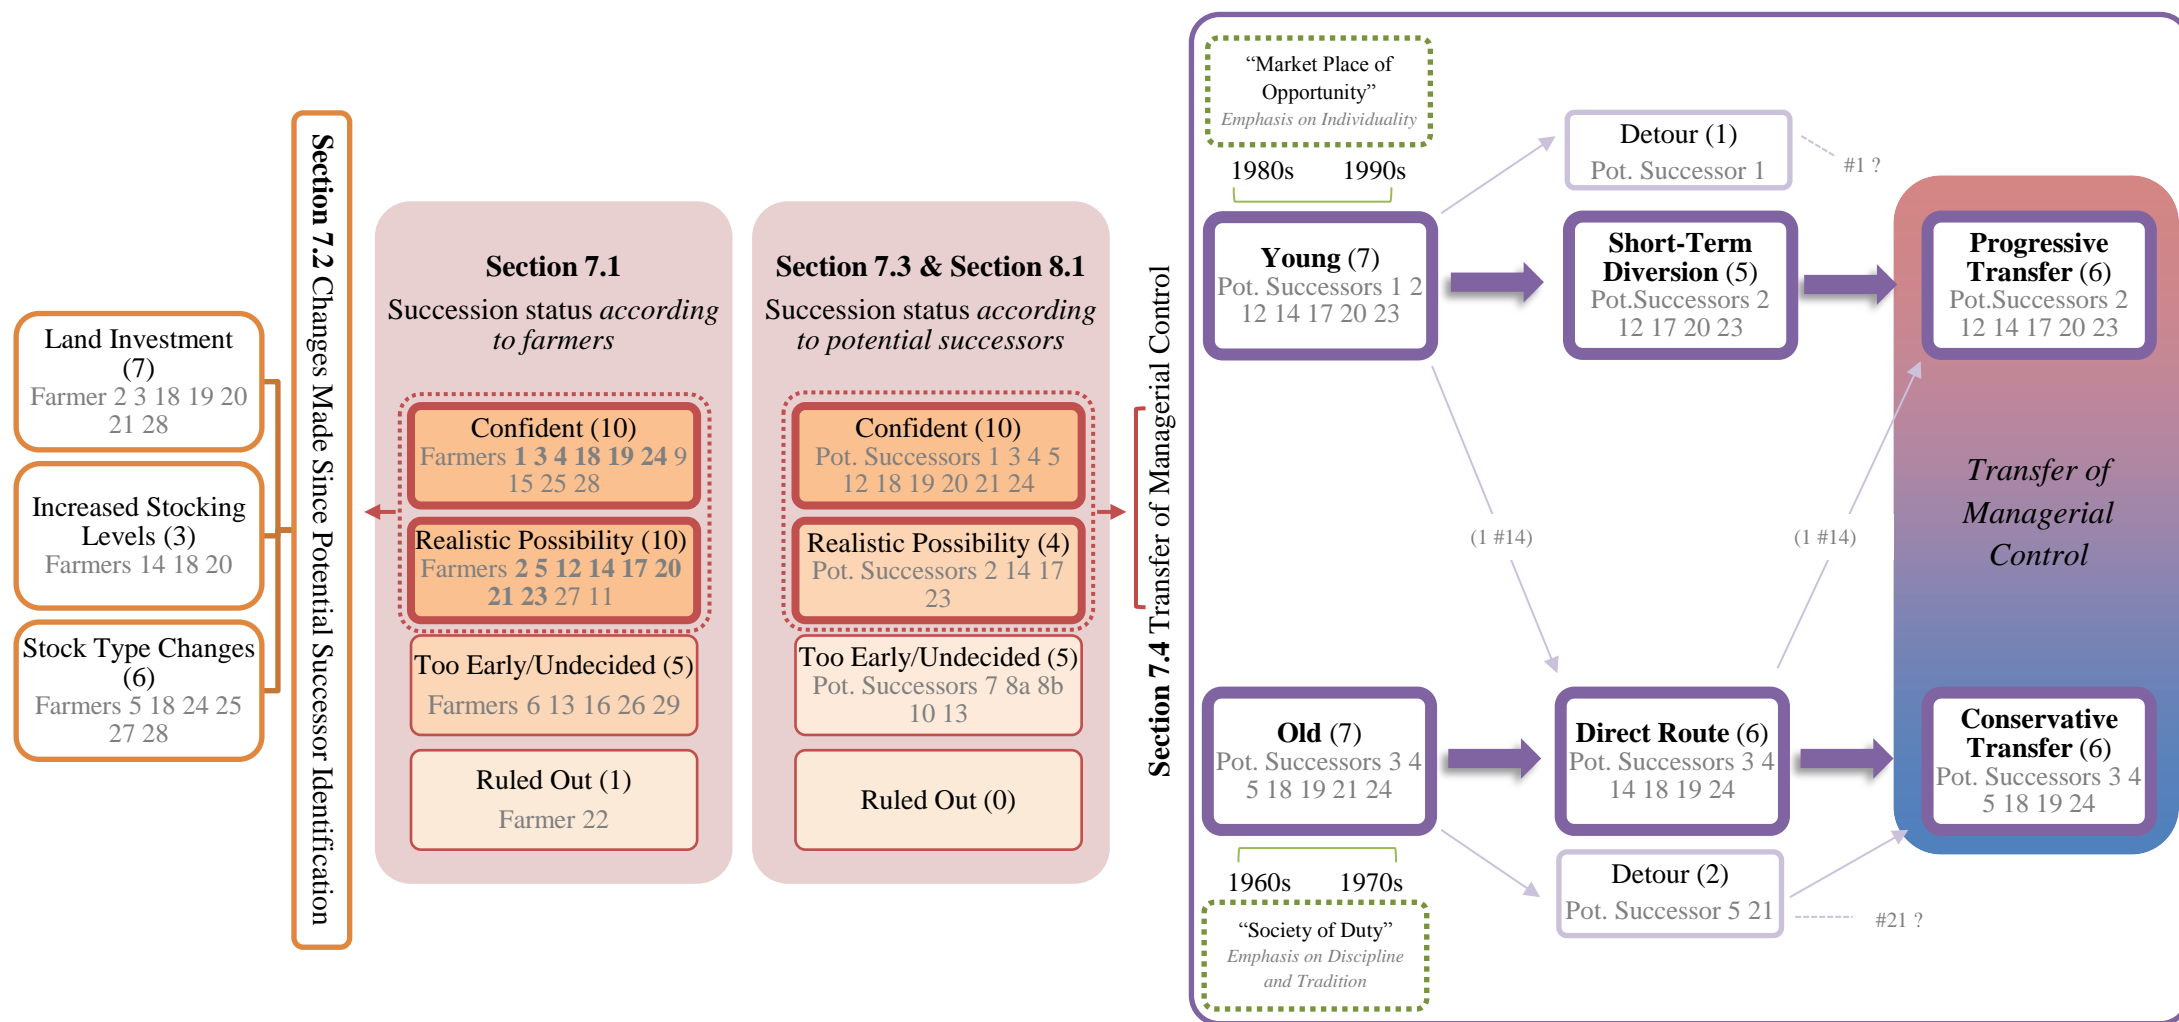 Land Investment
(7)
Farmer 2 3 18 19 20
21 28
Increased Stocking
Levels (3)
Farmers 14 18 20
Stock Type Changes
(6)
Farmers 5 18 24 25
27 28
Section 7.2 Changes Made Since Potential Successor Identification
Section 7.1
Succession status according
to farmers
Confident (10)
Farmers 1 3 4 18 19 24 9
15 25 28
Realistic Possibility (10)
Farmers 2 5 12 14 17 20
21 23 27 11
Too Early/Undecided (5)
Farmers 6 13 16 26 29
Ruled Out (1)
Farmer 22
Section 7.3 & Section 8.1
Succession status according
to potential successors
Confident (10)
Pot. Successors 1 3 4 5
12 18 19 20 21 24
Realistic Possibility (4)
Pot. Successors 2 14 17
23
Too Early/Undecided (5)
Pot. Successors 7 8a 8b
10 13
Ruled Out (0)
Section 7.4 Transfer of Managerial Control
“Market Place of
Opportunity”
Emphasis on Individuality
1980s 1990s
Young (7)
Pot. Successors 1 2
12 14 17 20 23
Detour (1)
Pot. Successor 1
#1 ?
Short-Term
Diversion (5)
Pot.Successors 2
12 17 20 23
Progressive
Transfer (6)
Pot.Successors 2
12 14 17 20 23
(1 #14)
(1 #14)
Transfer of
Managerial
Control
Old (7)
Pot. Successors 3 4
5 18 19 21 24
Direct Route (6)
Pot. Successors 3 4
14 18 19 24
Conservative
Transfer (6)
Pot. Successors 3 4
5 18 19 24
1960s 1970s
“Society of Duty”
Emphasis on Discipline
and Tradition
Detour (2)
Pot. Successor 5 21
#21 ?